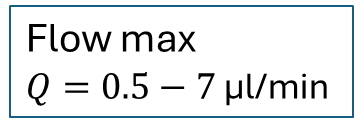 Flow max
Q = 0.5 – 7 µl/min